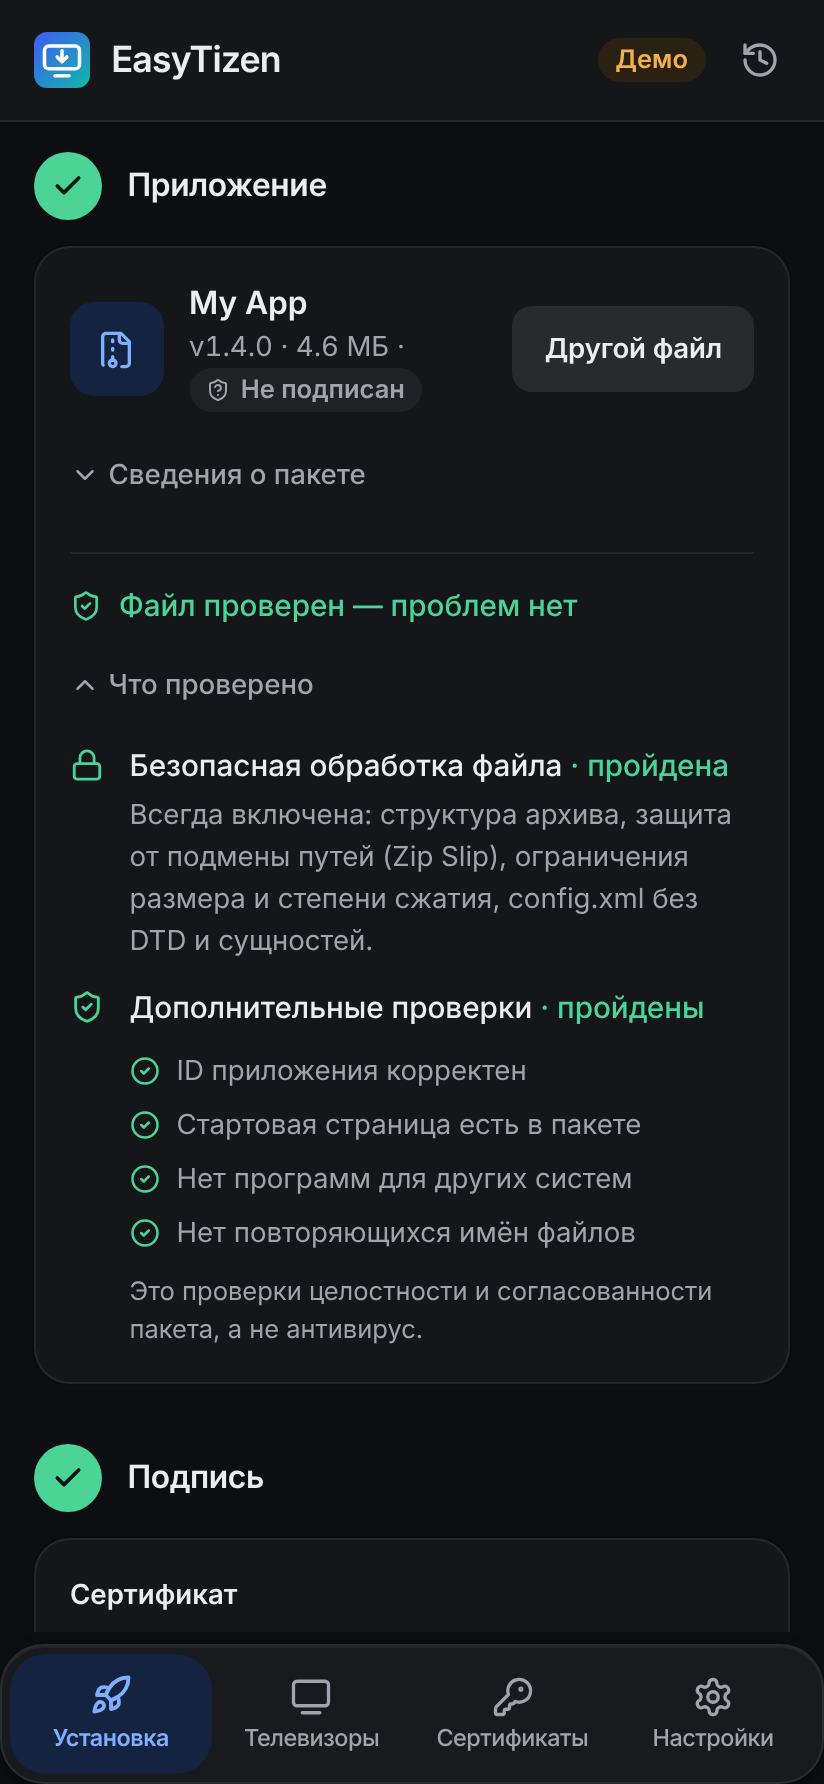 EasyTizen
Демо
Приложение
My App
v1.4.0 · 4.6 МБ ·
Не подписан
Другой файл
Сведения о пакете
Файл проверен — проблем нет
Что проверено
Безопасная обработка файла · пройдена
Всегда включена: структура архива, защита
от подмены путей (Zip Slip), ограничения
размера и степени сжатия, config.xml без
DTD и сущностей.
Дополнительные проверки · пройдены
ID приложения корректен
Стартовая страница есть в пакете
Нет программ для других систем
Нет повторяющихся имён файлов
Это проверки целостности и согласованности
пакета, а не антивирус.
Подпись
Сертификат
Установка
Телевизоры
Сертификаты
Настройки